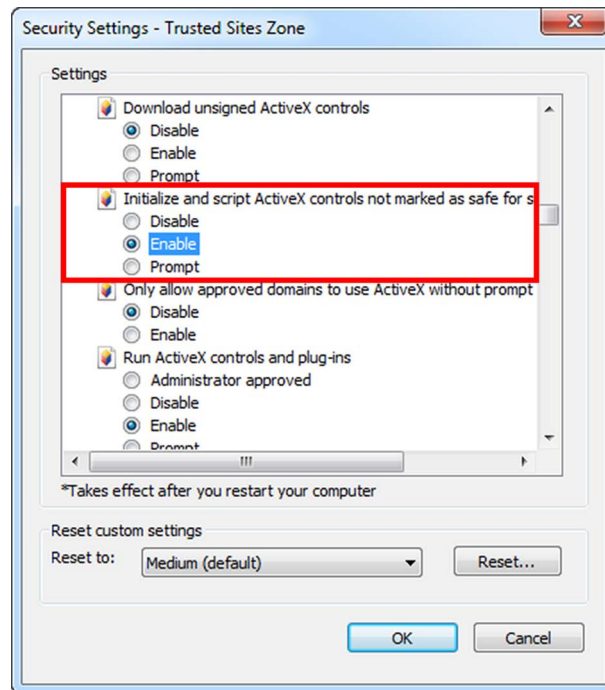 Security Settings - Trusted Sites Zone
Settings
Download unsigned ActiveX controls
Disable
Enable
Prompt
Initialize and script ActiveX controls not marked as safe for s
Disable
Enable
Prompt
Only allow approved domains to use ActiveX without prompt
Disable
Enable
Run ActiveX controls and plug-ins
Administrator approved
Disable
Enable
Prompt
*Takes effect after you restart your computer
Reset custom settings
Reset to:
Medium (default)
Reset...
OK
Cancel